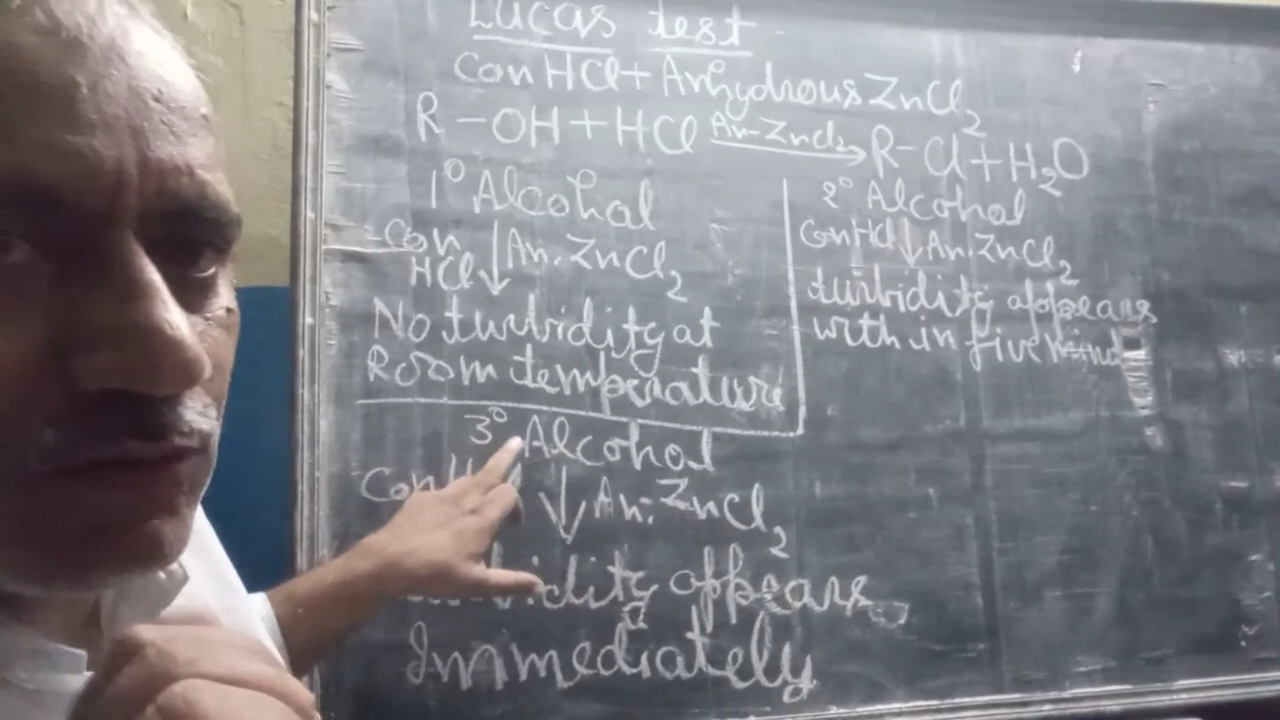 Lucas test
Con HCl + Anhydrous ZnCl2
R-OH + HCl An-ZnCl2 → R-Cl + H2O
1° Alcohal
Con HCl ↓ An. ZnCl2
No turbidity at
Room temperature
2° Alcohol
Con HCl ↓ An. ZnCl2
turbidity appears
with in five
3° Alcohol
Con ↓ An. ZnCl2
appears
Immediately